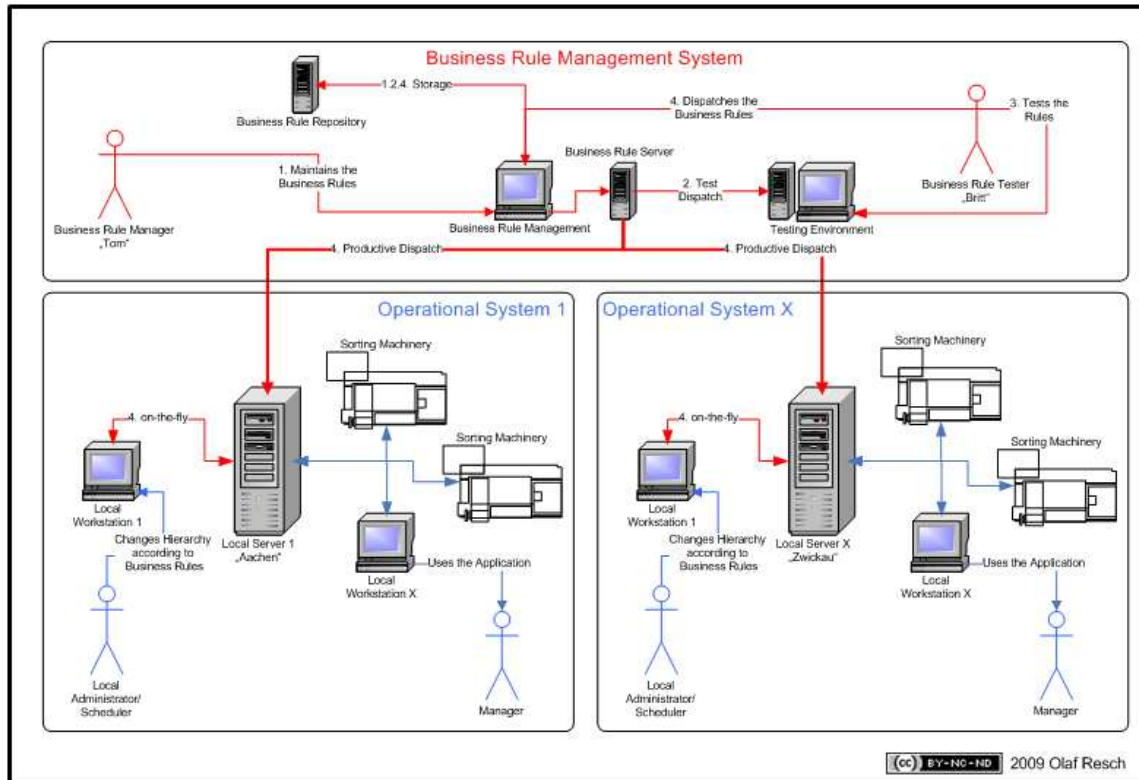 Business Rule Management System
1.2.4. Storage
Business Rule Repository
4. Dispatches the
Business Rules
3. Tests the
Rules
1. Maintains the
Business Rules
Business Rule Server
2. Test
Dispatch
Business Rule Tester
„Britt“
Business Rule Manager
„Tom“
Business Rule Management
Testing Environment
4. Productive Dispatch
4. Productive Dispatch
Operational System 1
Sorting Machinery
4. on-the-fly
Sorting Machinery
Local
Workstation 1
Local Server 1
„Aachen“
Changes Hierarchy
according to
Business Rules
Uses the Application
Local
Workstation X
Local
Administrator/
Scheduler
Manager
Operational System X
Sorting Machinery
4. on-the-fly
Sorting Machinery
Local
Workstation 1
Local Server X
„Zwickau“
Changes Hierarchy
according to
Business Rules
Uses the Application
Local
Workstation X
Local
Administrator/
Scheduler
Manager
(cc) BY-NC-ND 2009 Olaf Resch